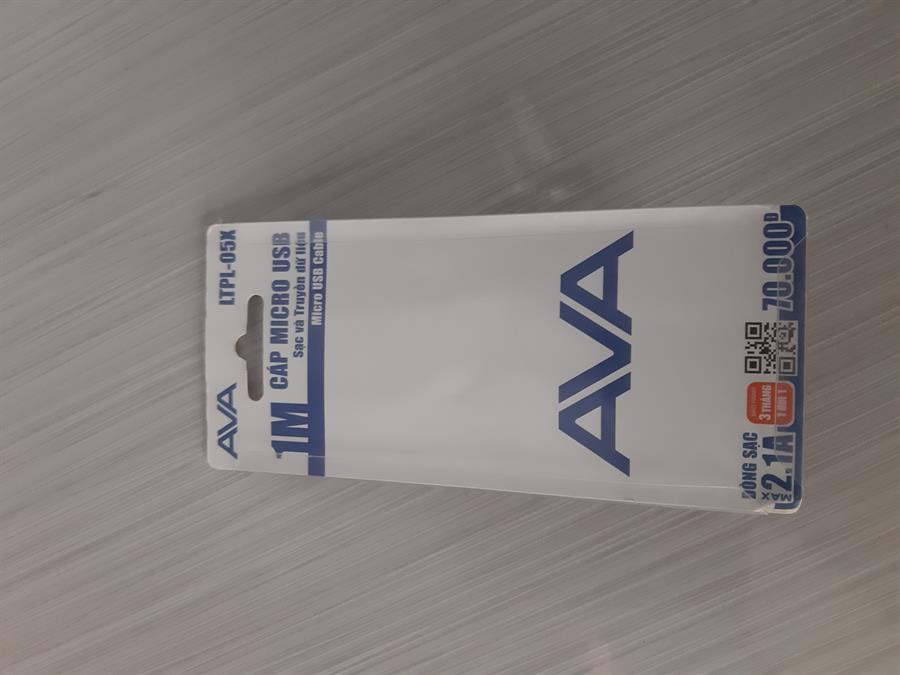 AVA
LTPL-05X
1M
CÁP MICRO USB
Sạc và Truyền dữ liệu
Micro USB Cable
AVA
DÒNG SẠC
MAX 2.1A
3 THÁNG
1 đổi 1
70.000Đ